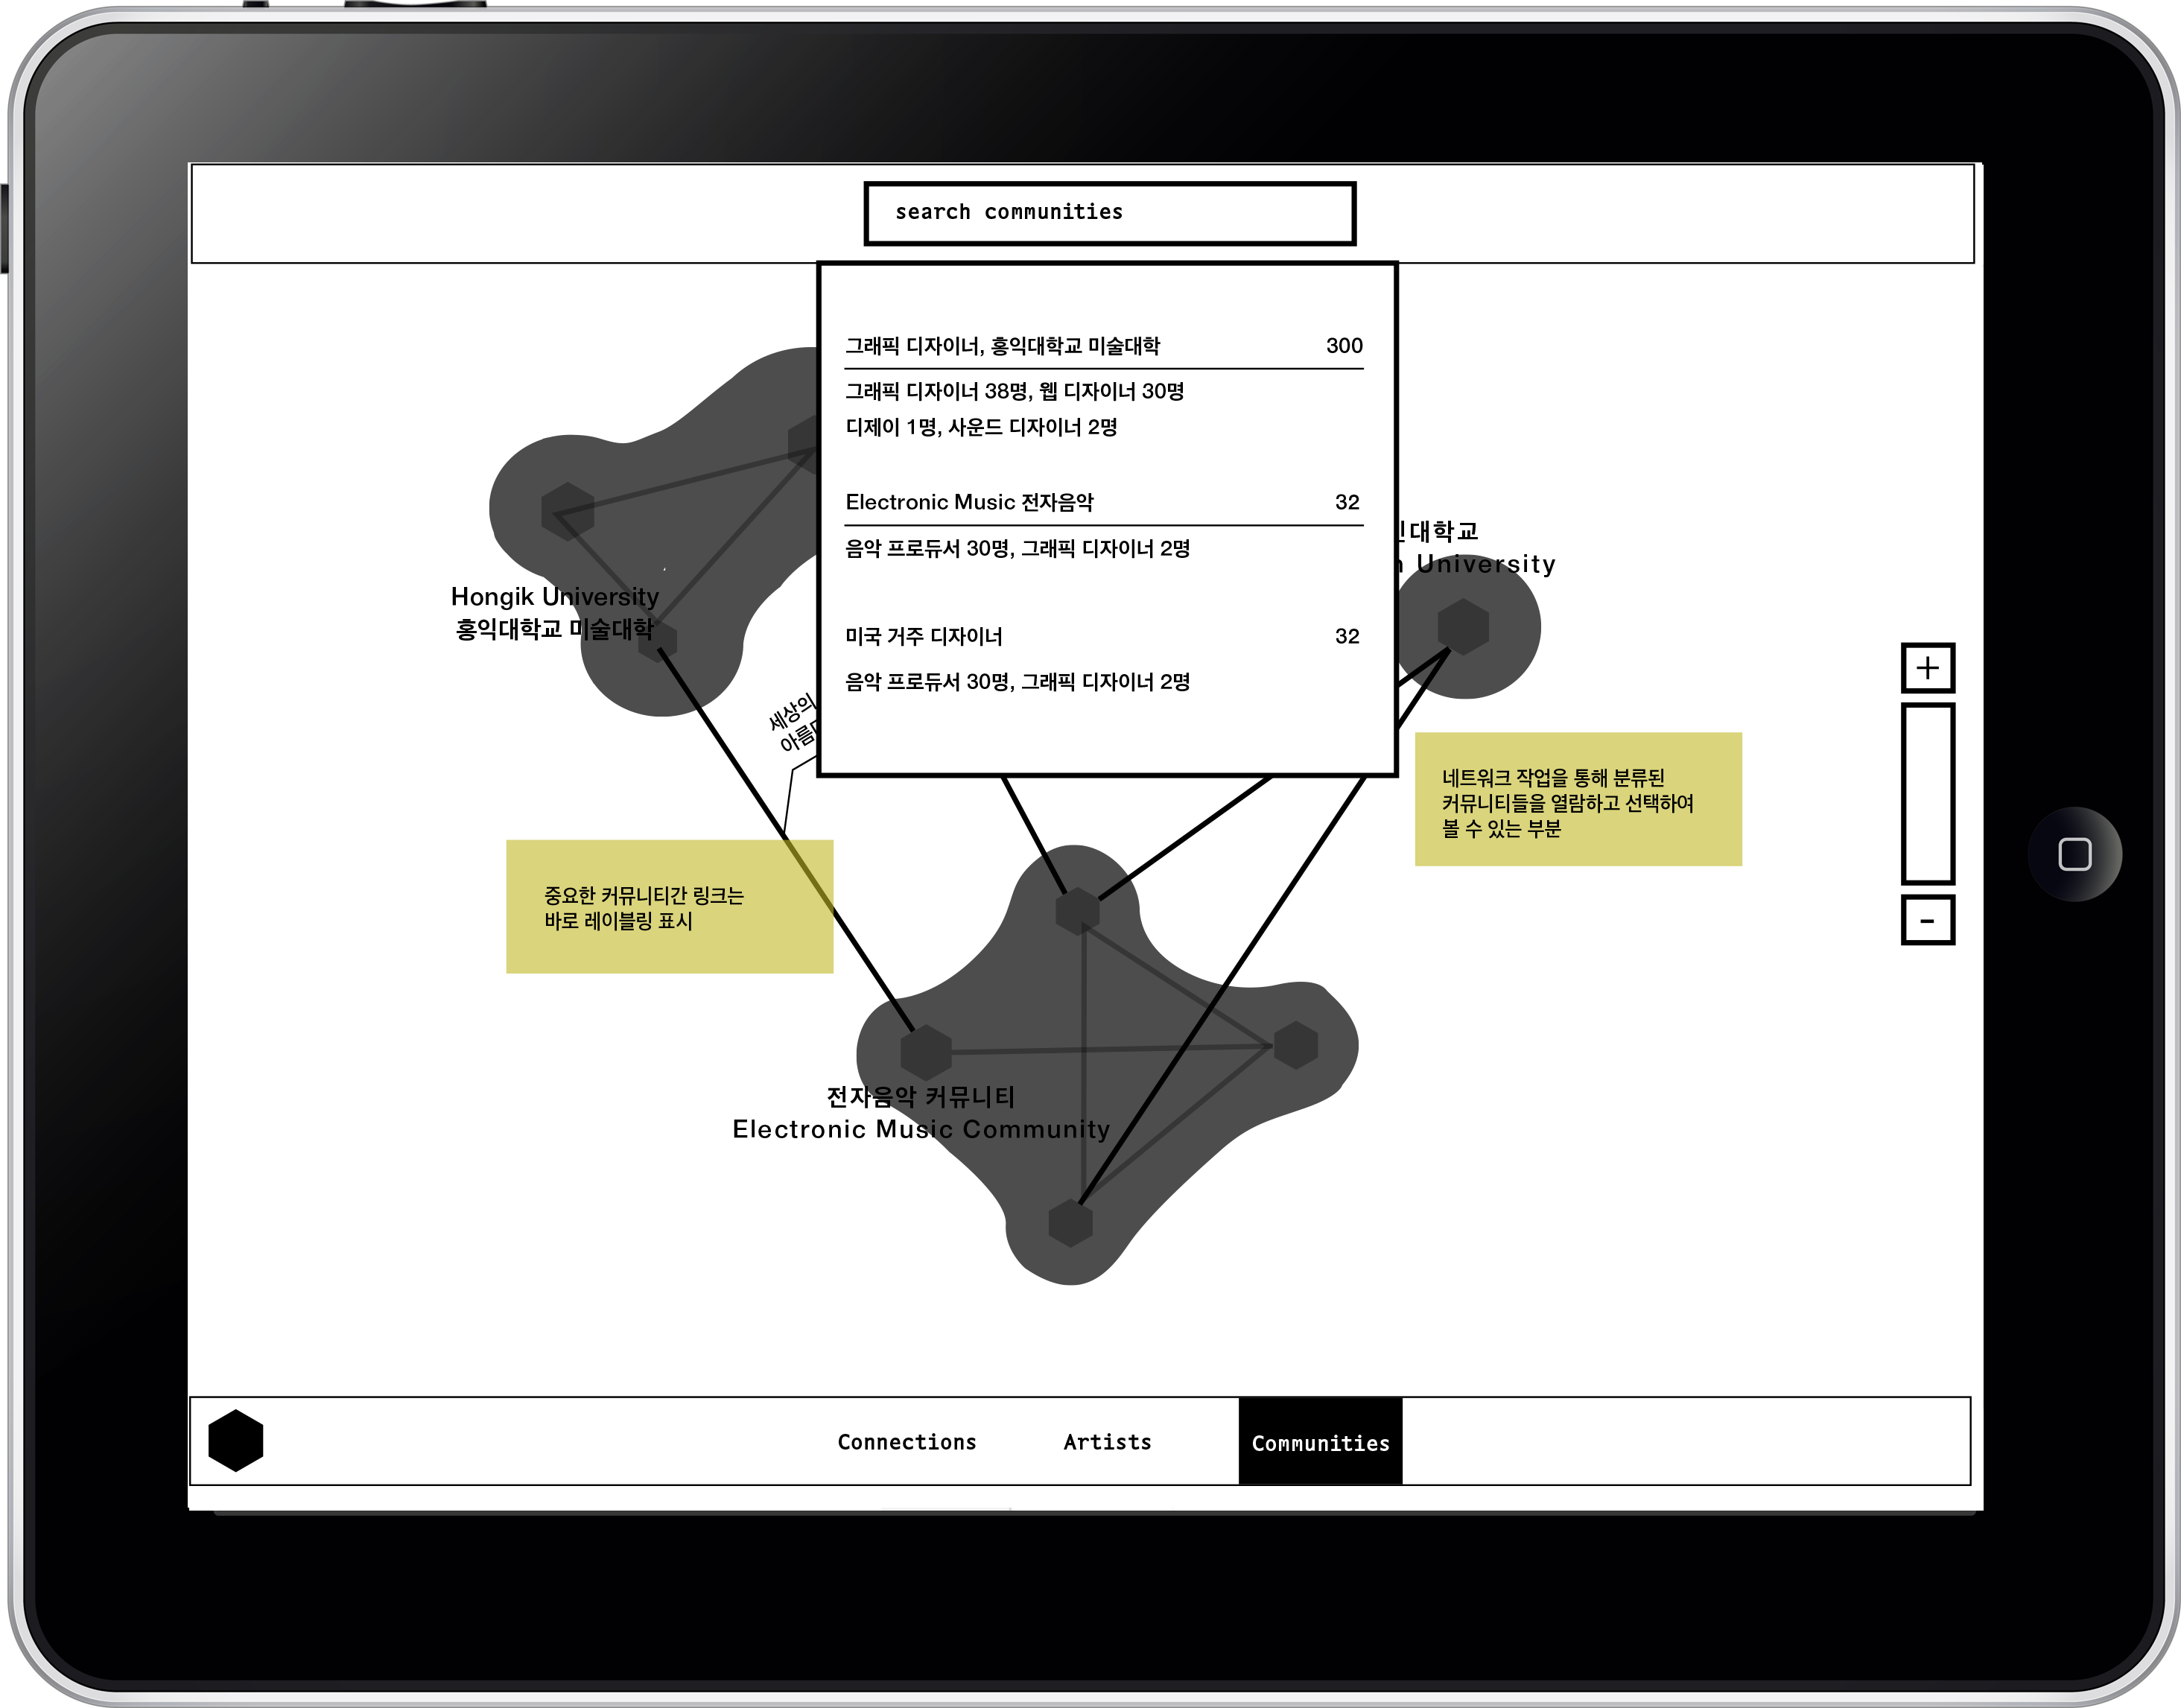 search communities
그래픽 디자이너, 홍익대학교 미술대학 300
그래픽 디자이너 38명, 웹 디자이너 30명
디제이 1명, 사운드 디자이너 2명
Electronic Music 전자음악 32
음악 프로듀서 30명, 그래픽 디자이너 2명
미국 거주 디자이너 32
음악 프로듀서 30명, 그래픽 디자이너 2명
대학교
University
Hongik University
홍익대학교 미술대학
세상의
네트워크 작업을 통해 분류된
커뮤니티들을 열람하고 선택하여
볼 수 있는 부분
중요한 커뮤니티간 링크는
바로 레이블링 표시
전자음악 커뮤니티
Electronic Music Community
+
-
Connections Artists Communities